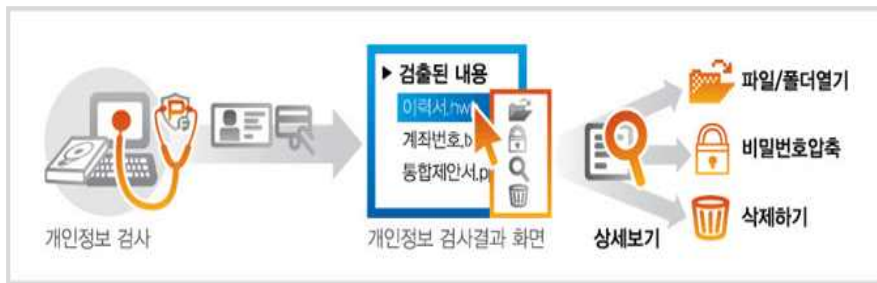 ▶ 검출된 내용
이력서.hw
계좌번호.b
통합제안서.p
개인정보 검사
개인정보 검사결과 화면
상세보기
파일/폴더열기
비밀번호압축
삭제하기